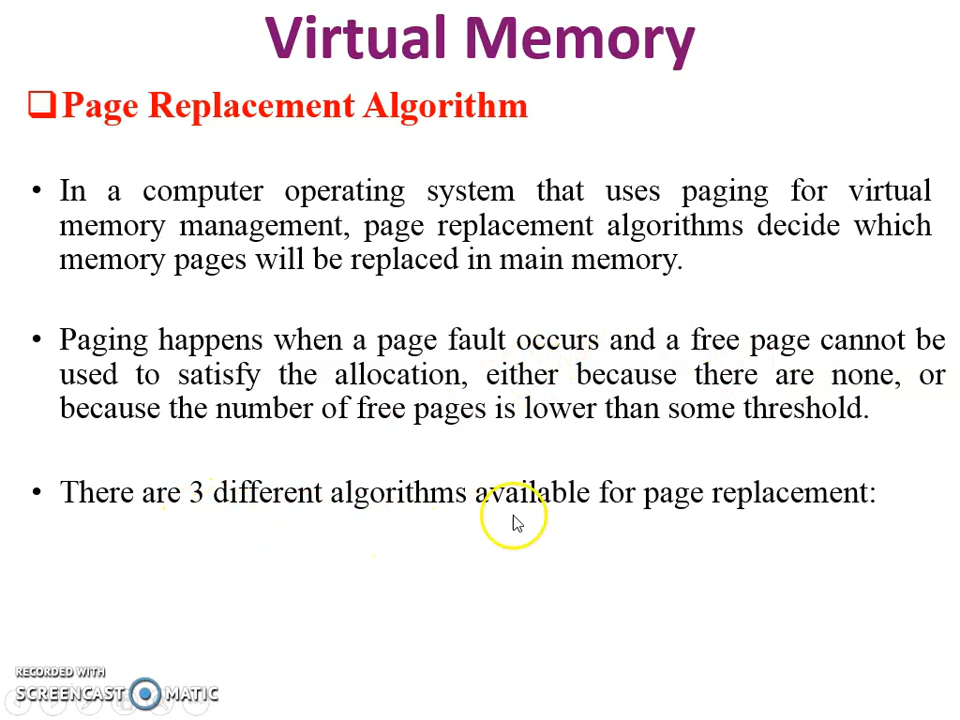 Virtual Memory
Page Replacement Algorithm
• In a computer operating system that uses paging for virtual
memory management, page replacement algorithms decide which
memory pages will be replaced in main memory.
• Paging happens when a page fault occurs and a free page cannot be
used to satisfy the allocation, either because there are none, or
because the number of free pages is lower than some threshold.
• There are 3 different algorithms available for page replacement:
RECORDED WITH
SCREENCAST MATIC